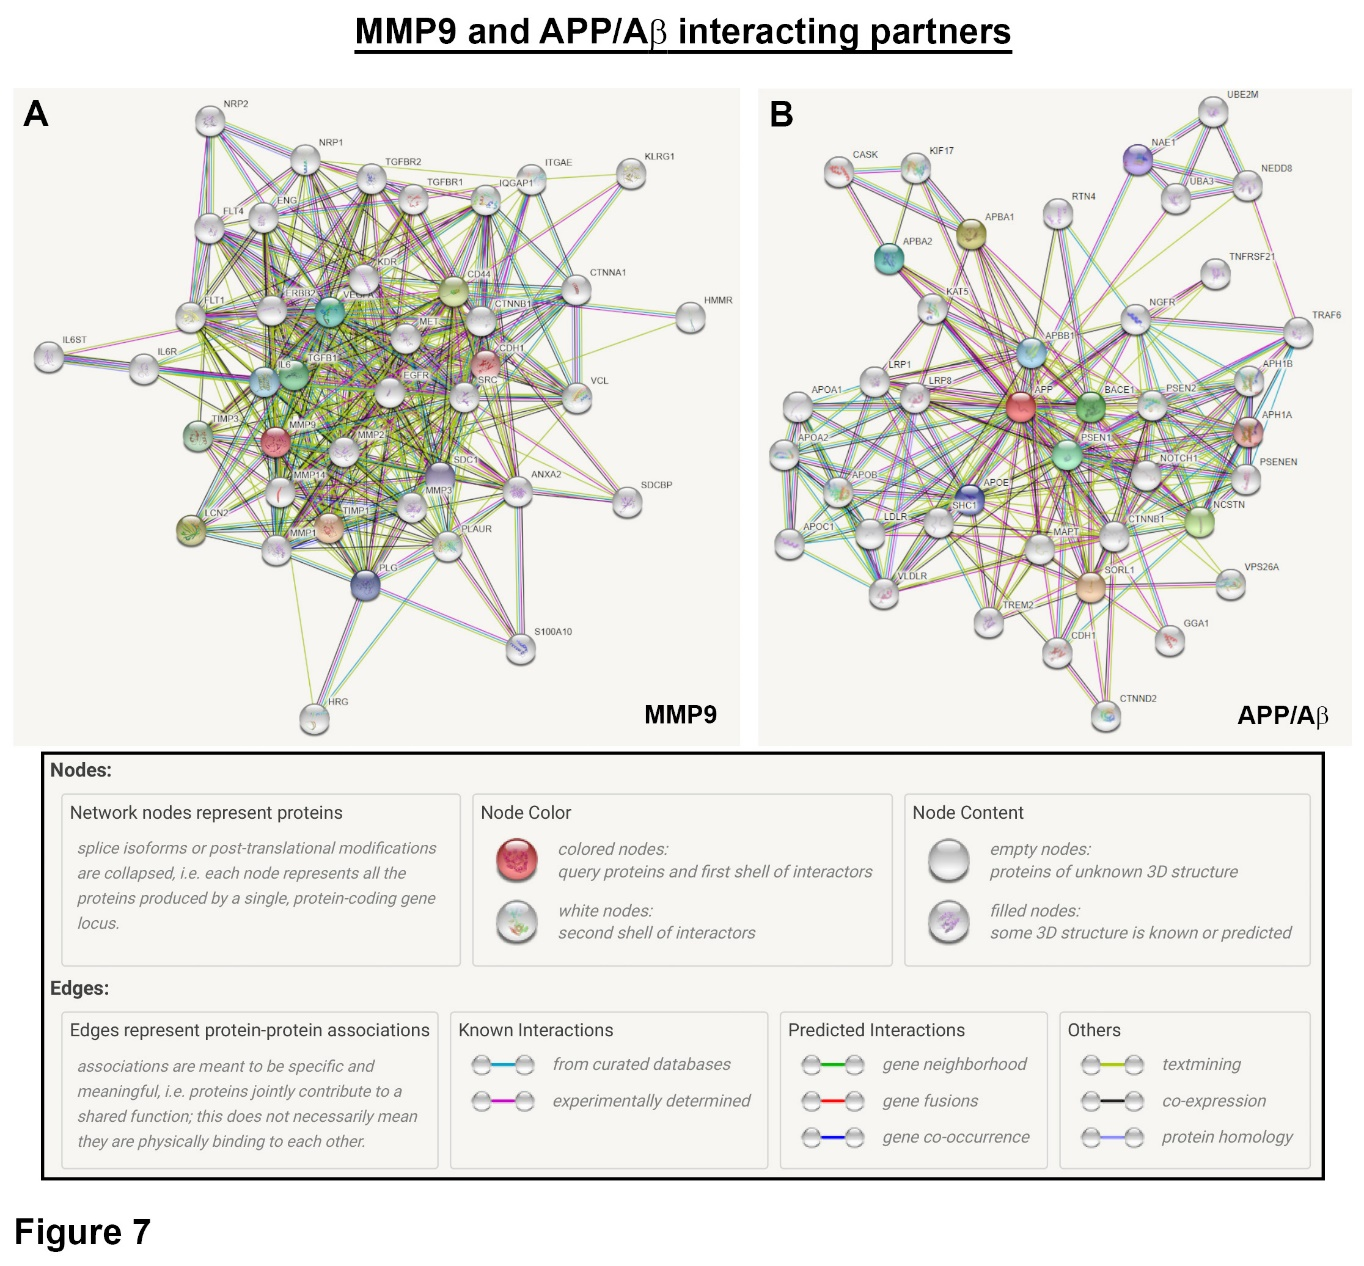 MMP9 and APP/Aβ interacting partners
A
NRP2
NRP1
TGFBR2
TGFBR1
IQGAP1
ITGAE
KLRG1
FLT4
ENG
KDR
CD44
CTNNA1
FLT1
ERBB2
VEGFA
CTNNB1
HMMR
MET
IL6ST
IL6R
IL6
TGFB1
CDH1
EGFR
SRC
VCL
TIMP3
MMP9
MMP2
SDC1
ANXA2
SDCBP
MMP14
MMP3
LCN2
TIMP1
MMP1
PLAUR
PLG
S100A10
HRG
MMP9
B
UBE2M
CASK
KIF17
NAE1
UBA3
NEDD8
RTN4
APBA1
APBA2
TNFRSF21
KAT5
NGFR
TRAF6
APBB1
LRP1
LRP8
APH1B
APOA1
APP
BACE1
PSEN2
APH1A
APOA2
PSEN1
NOTCH1
PSENEN
APOB
APOE
SHC1
NCSTN
APOC1
LDLR
MAPT
CTNNB1
VLDLR
SORL1
VPS26A
TREM2
CDH1
GGA1
CTNND2
APP/Aβ
Nodes:
Network nodes represent proteins
splice isoforms or post-translational modifications
are collapsed, i.e. each node represents all the
proteins produced by a single, protein-coding gene
locus.
Node Color
colored nodes:
query proteins and first shell of interactors
white nodes:
second shell of interactors
Node Content
empty nodes:
proteins of unknown 3D structure
filled nodes:
some 3D structure is known or predicted
Edges:
Edges represent protein-protein associations
associations are meant to be specific and
meaningful, i.e. proteins jointly contribute to a
shared function; this does not necessarily mean
they are physically binding to each other.
Known Interactions
from curated databases
experimentally determined
Predicted Interactions
gene neighborhood
gene fusions
gene co-occurrence
Others
textmining
co-expression
protein homology
Figure 7